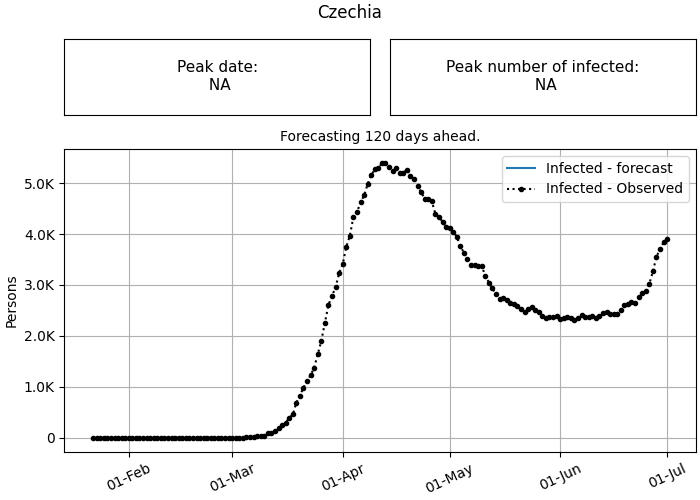 Czechia
Peak date:
NA
Peak number of infected:
NA
Forecasting 120 days ahead.
Infected - forecast
Infected - Observed
Persons
5.0K
4.0K
3.0K
2.0K
1.0K
0
01-Feb
01-Mar
01-Apr
01-May
01-Jun
01-Jul